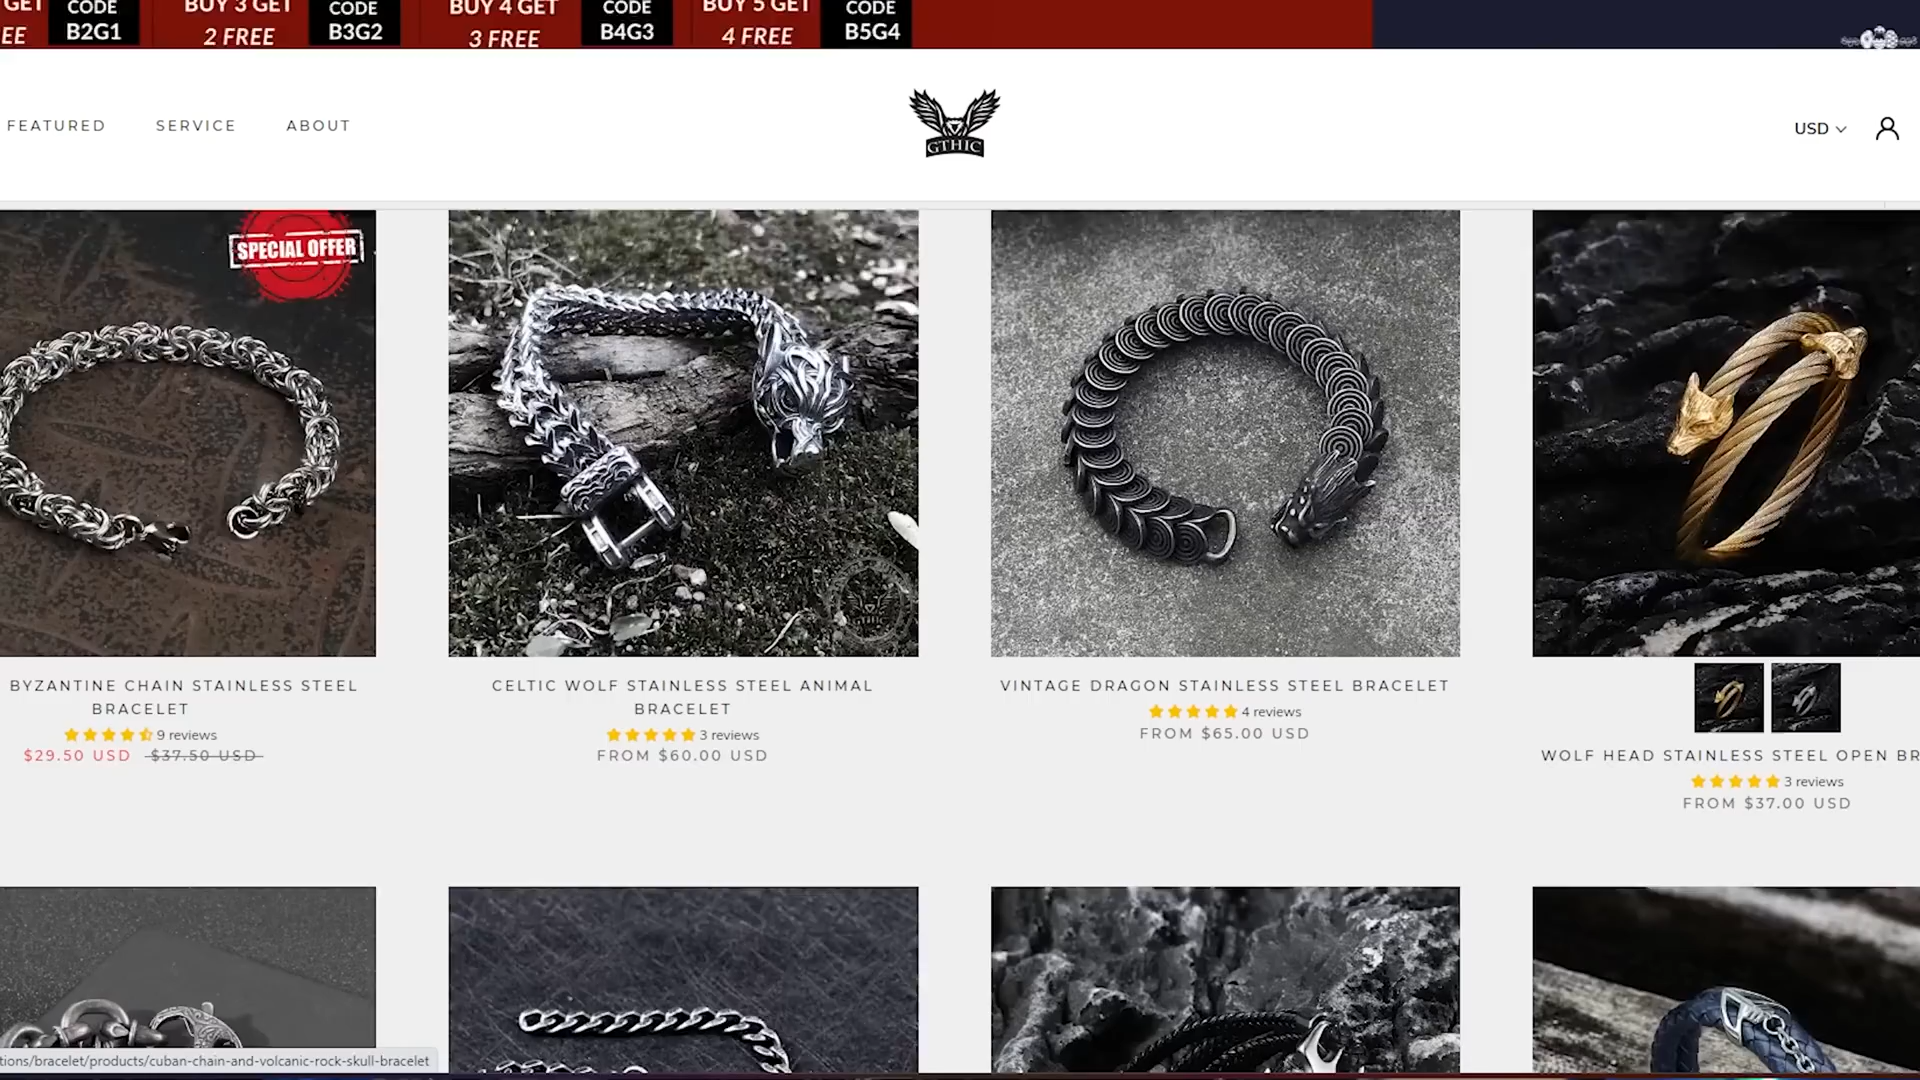 GET
EE
CODE
B2G1
BUY 3 GET
2 FREE
CODE
B3G2
BUY 4 GET
3 FREE
CODE
B4G3
BUY 5 GET
4 FREE
CODE
B5G4
FEATURED
SERVICE
ABOUT
GTHIC
USD
SPECIAL OFFER
GTHIC
BYZANTINE CHAIN STAINLESS STEEL
BRACELET
9 reviews
$29.50 USD $37.50 USD
CELTIC WOLF STAINLESS STEEL ANIMAL
BRACELET
3 reviews
FROM $60.00 USD
VINTAGE DRAGON STAINLESS STEEL BRACELET
4 reviews
FROM $65.00 USD
WOLF HEAD STAINLESS STEEL OPEN BR
3 reviews
FROM $37.00 USD
tions/bracelet/products/cuban-chain-and-volcanic-rock-skull-bracelet